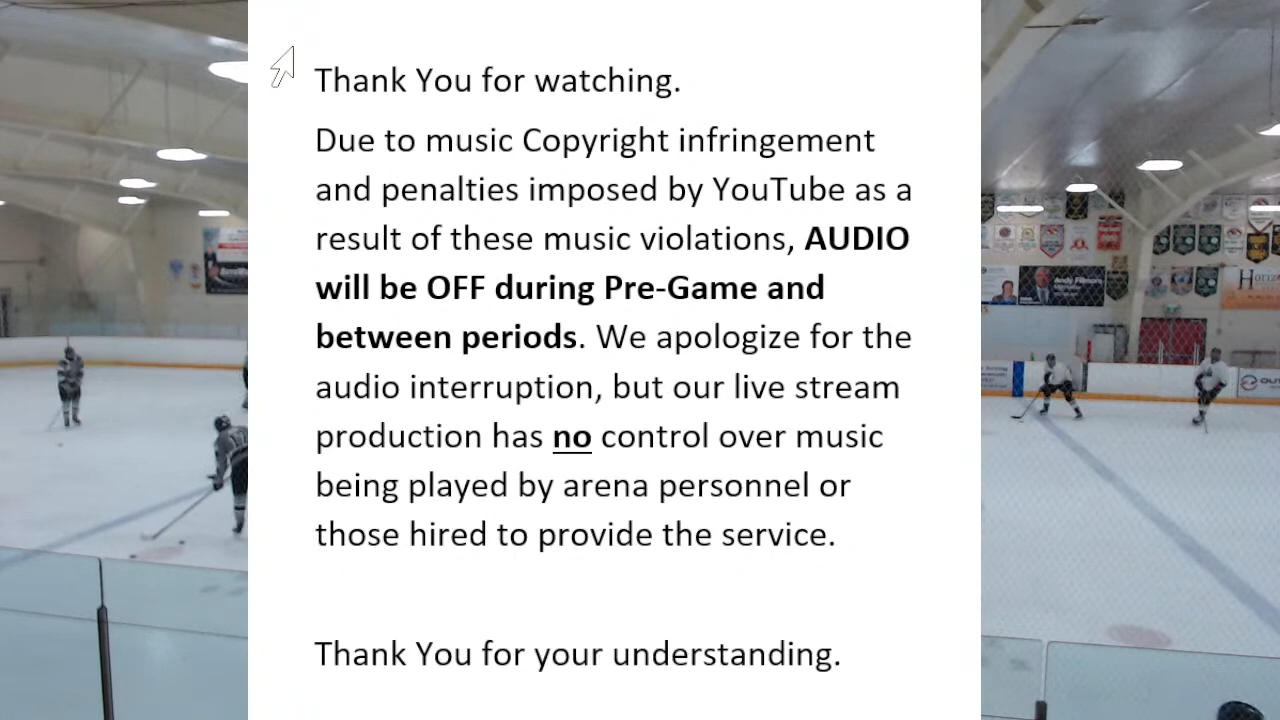 Thank You for watching.
Due to music Copyright infringement
and penalties imposed by YouTube as a
result of these music violations, AUDIO
will be OFF during Pre-Game and
between periods. We apologize for the
audio interruption, but our live stream
production has no control over music
being played by arena personnel or
those hired to provide the service.
Thank You for your understanding.
Andy Fillmore